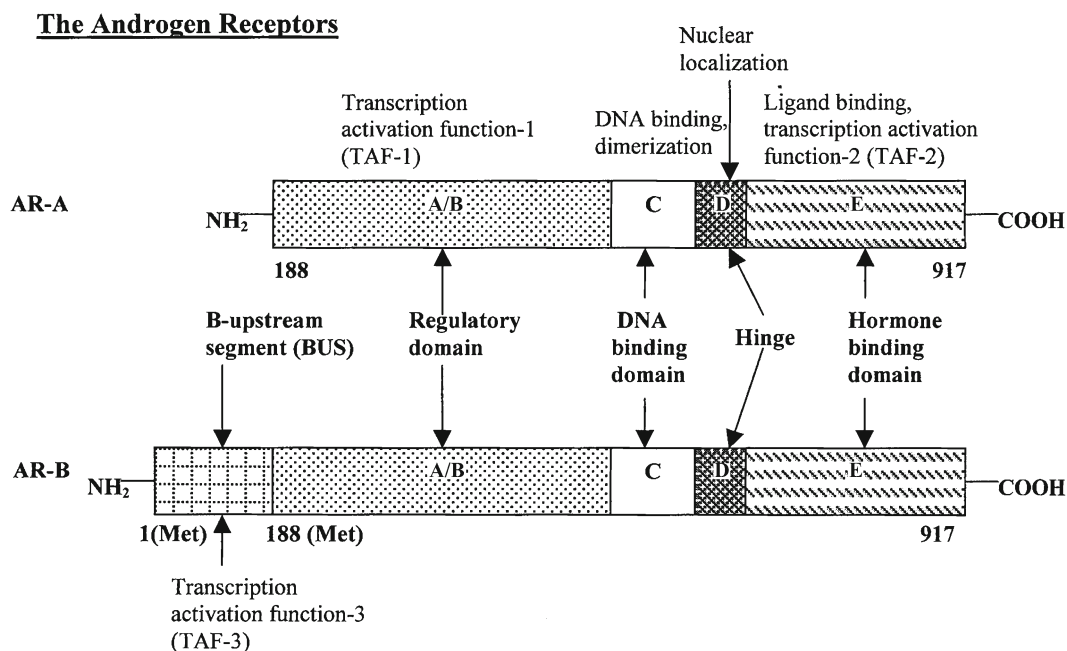 The Androgen Receptors
Nuclear
localization
Transcription
activation function-1
(TAF-1)
DNA binding,
dimerization
Ligand binding,
transcription activation
function-2 (TAF-2)
AR-A
NH2
A/B
C
D
E
COOH
188
917
B-upstream
segment (BUS)
Regulatory
domain
DNA
binding
domain
Hinge
Hormone
binding
domain
AR-B
NH2
A/B
C
D
E
COOH
1(Met)
188 (Met)
917
Transcription
activation function-3
(TAF-3)